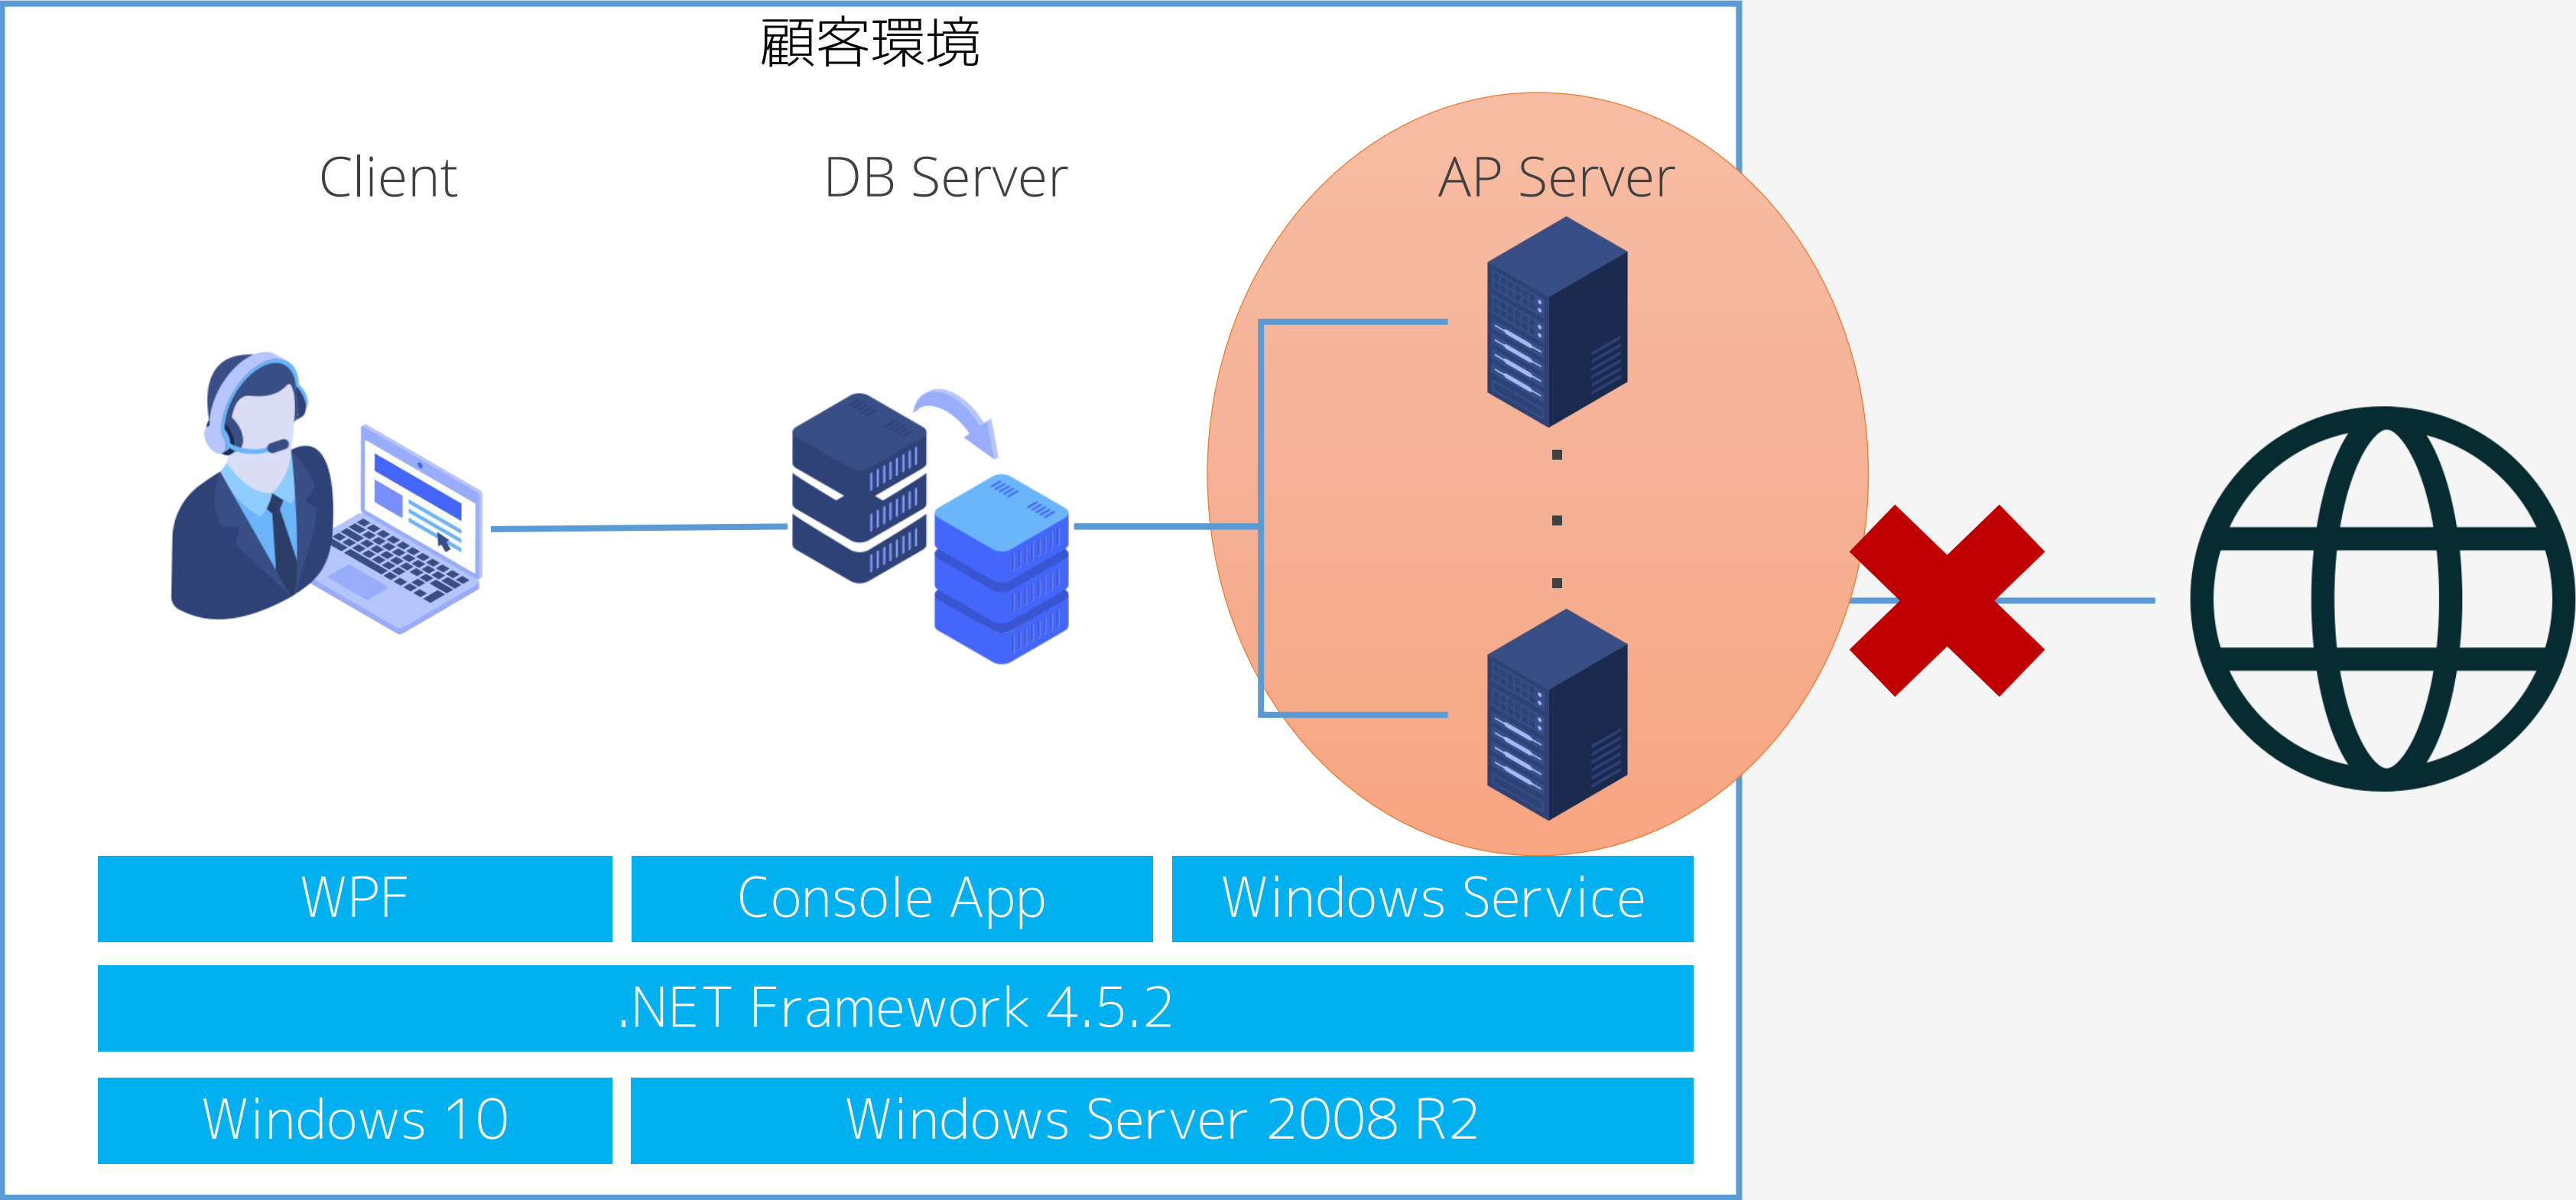 顧客環境
Client
DB Server
AP Server
WPF
Console App
Windows Service
.NET Framework 4.5.2
Windows 10
Windows Server 2008 R2